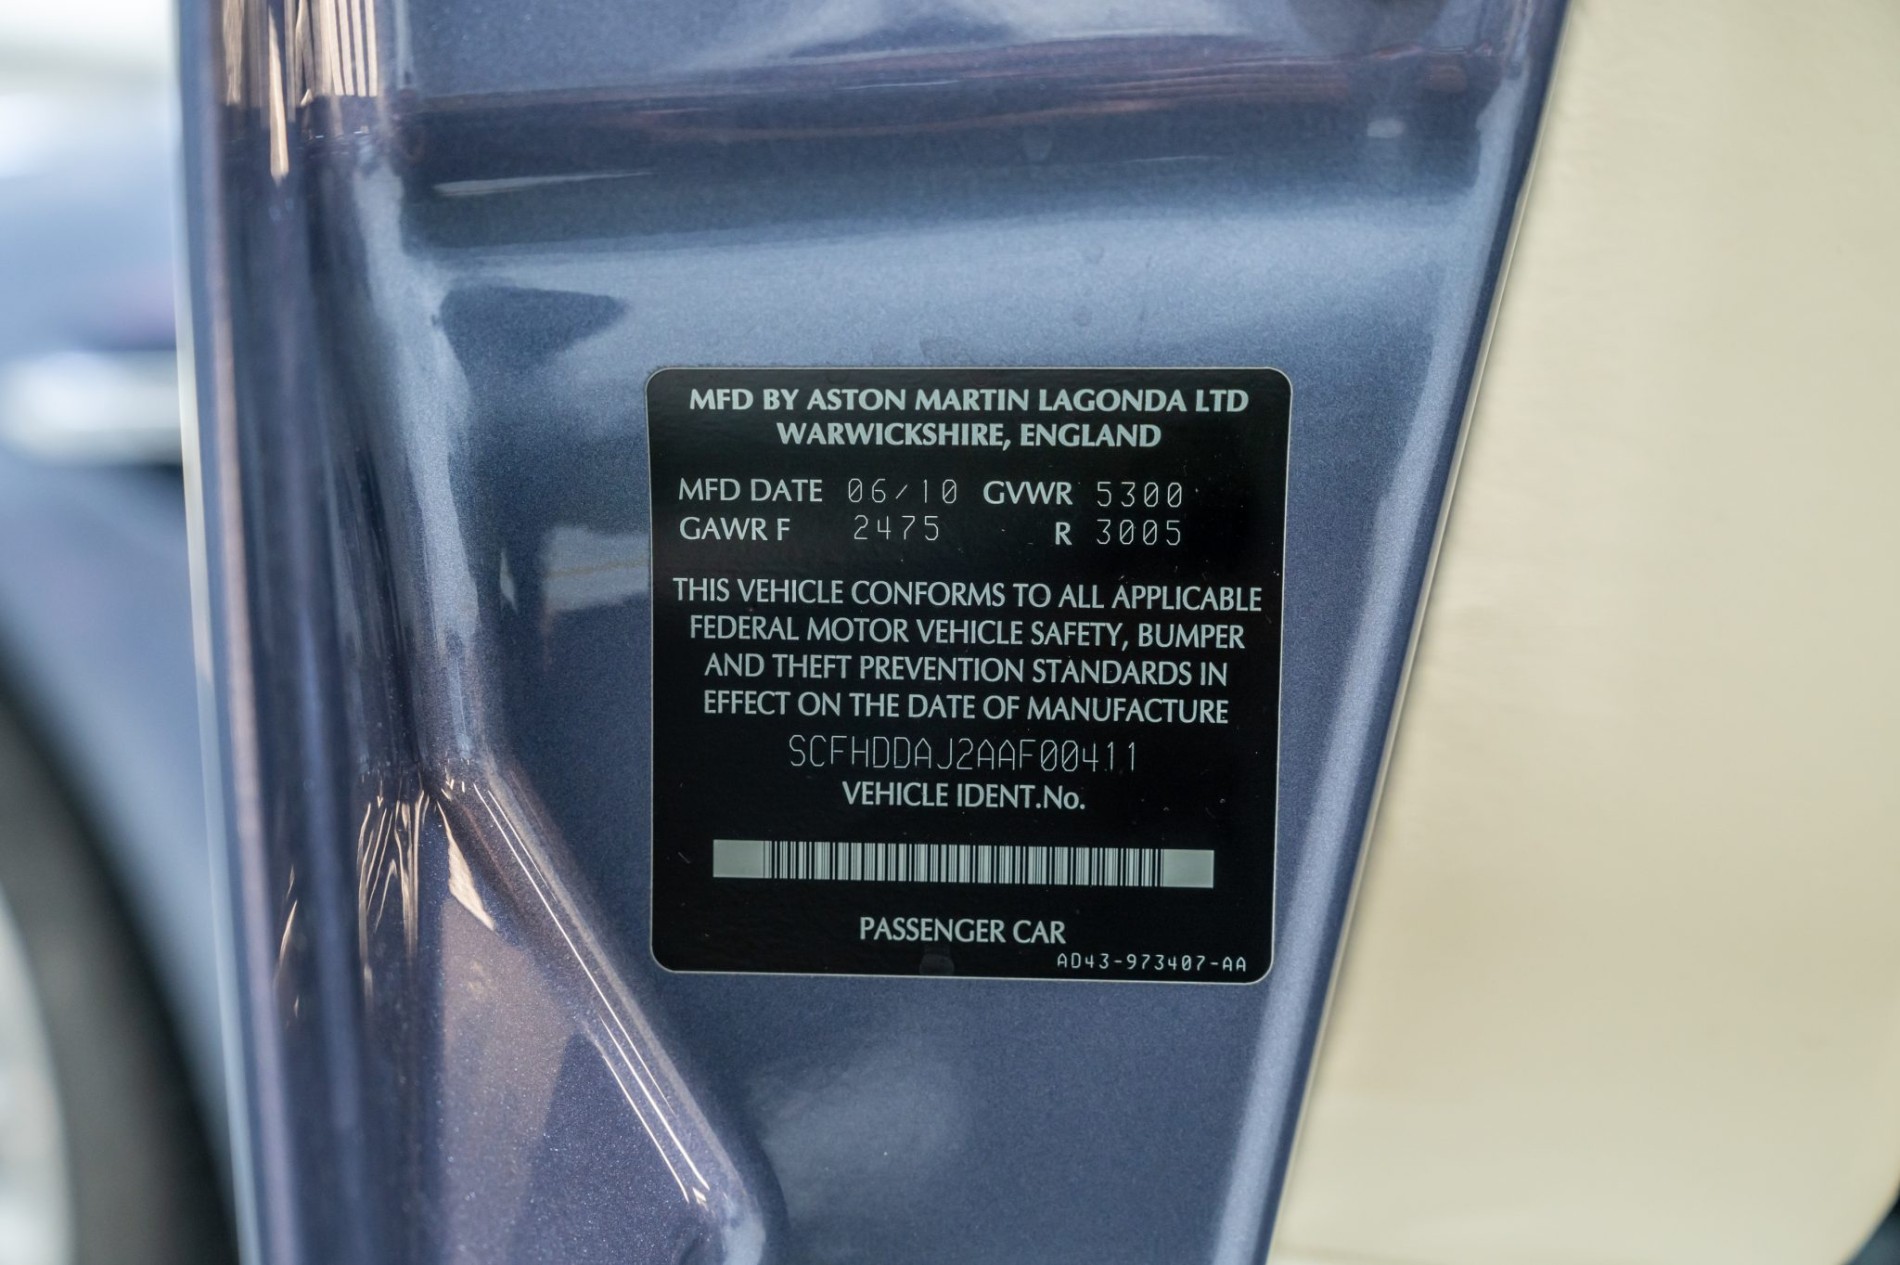 MFD BY ASTON MARTIN LAGONDA LTD
WARWICKSHIRE, ENGLAND
MFD DATE 06/10 GVWR 5300
GAWR F 2475 R 3005
THIS VEHICLE CONFORMS TO ALL APPLICABLE
FEDERAL MOTOR VEHICLE SAFETY, BUMPER
AND THEFT PREVENTION STANDARDS IN
EFFECT ON THE DATE OF MANUFACTURE
SCFHDDAJ2AAF00411
VEHICLE IDENT.No.
PASSENGER CAR
AD43-973407-AA